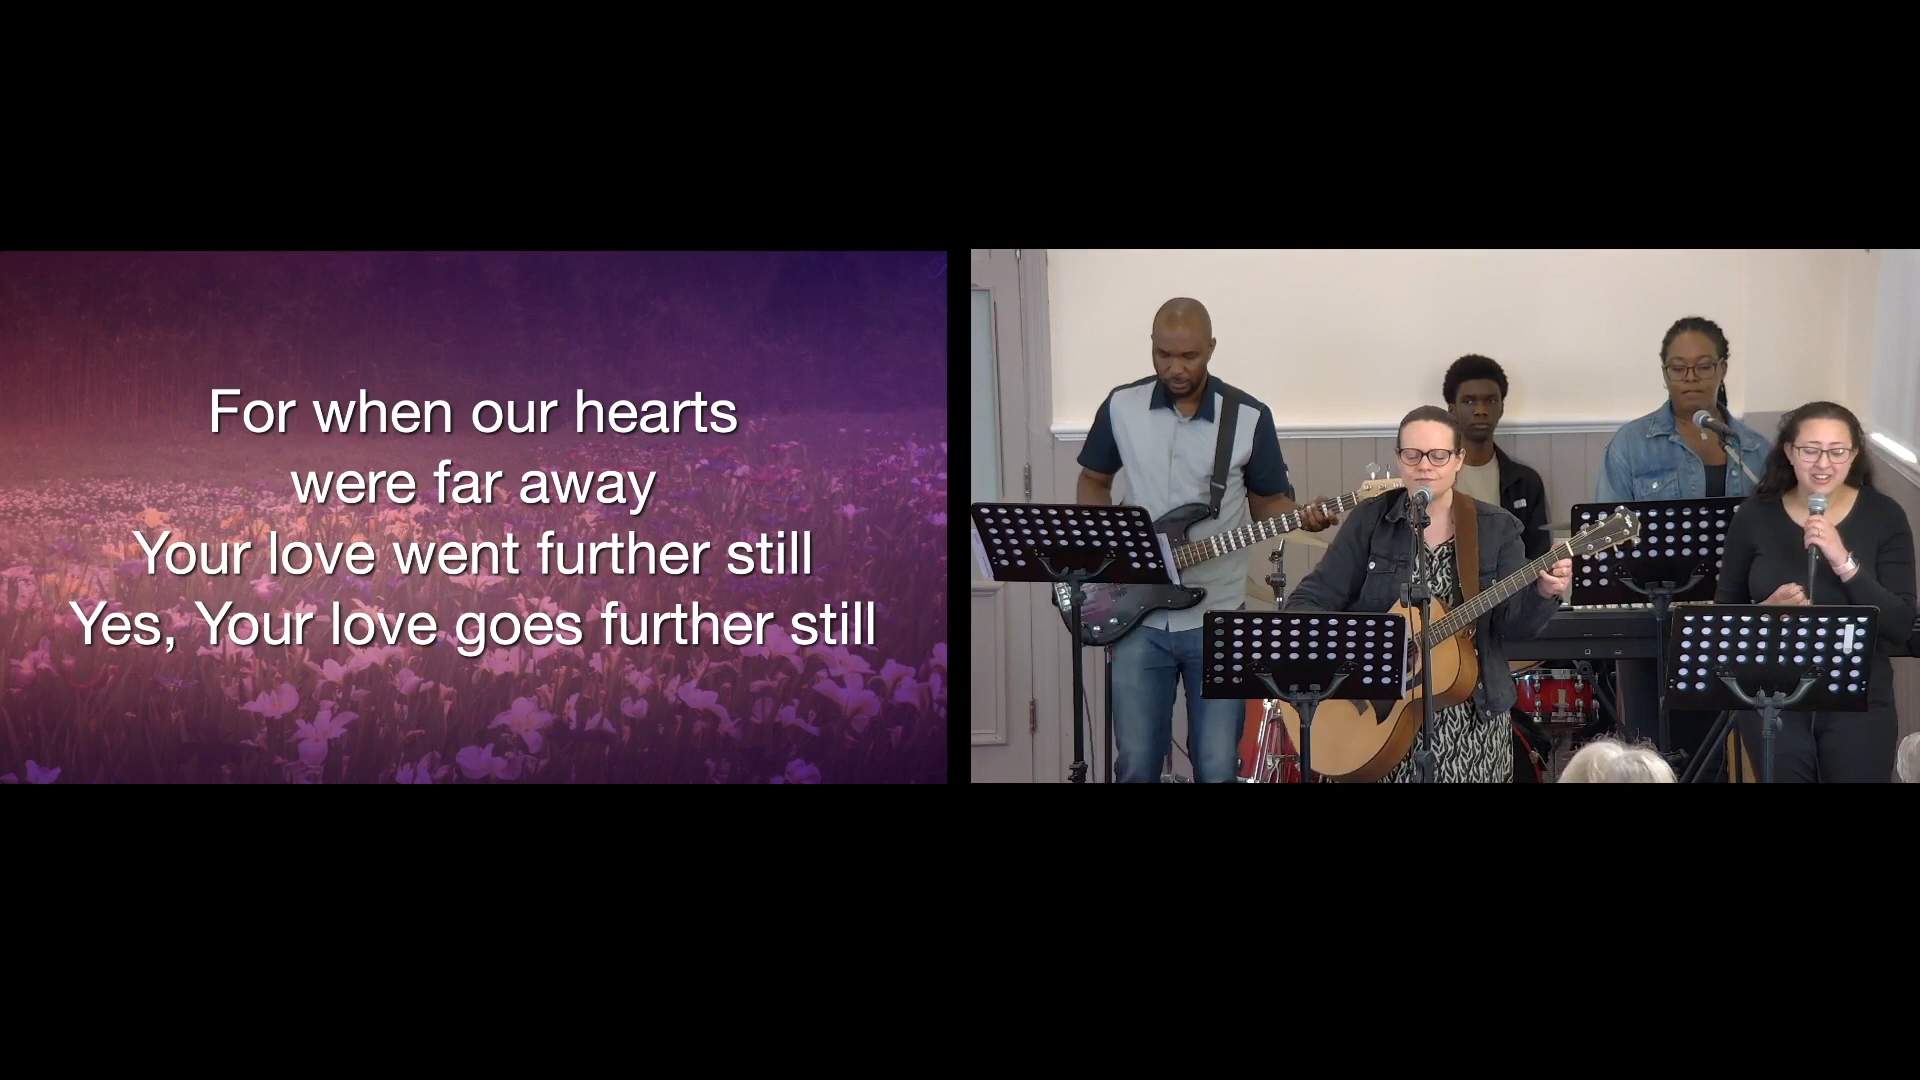 For when our hearts
were far away
Your love went further still
Yes, Your love goes further still